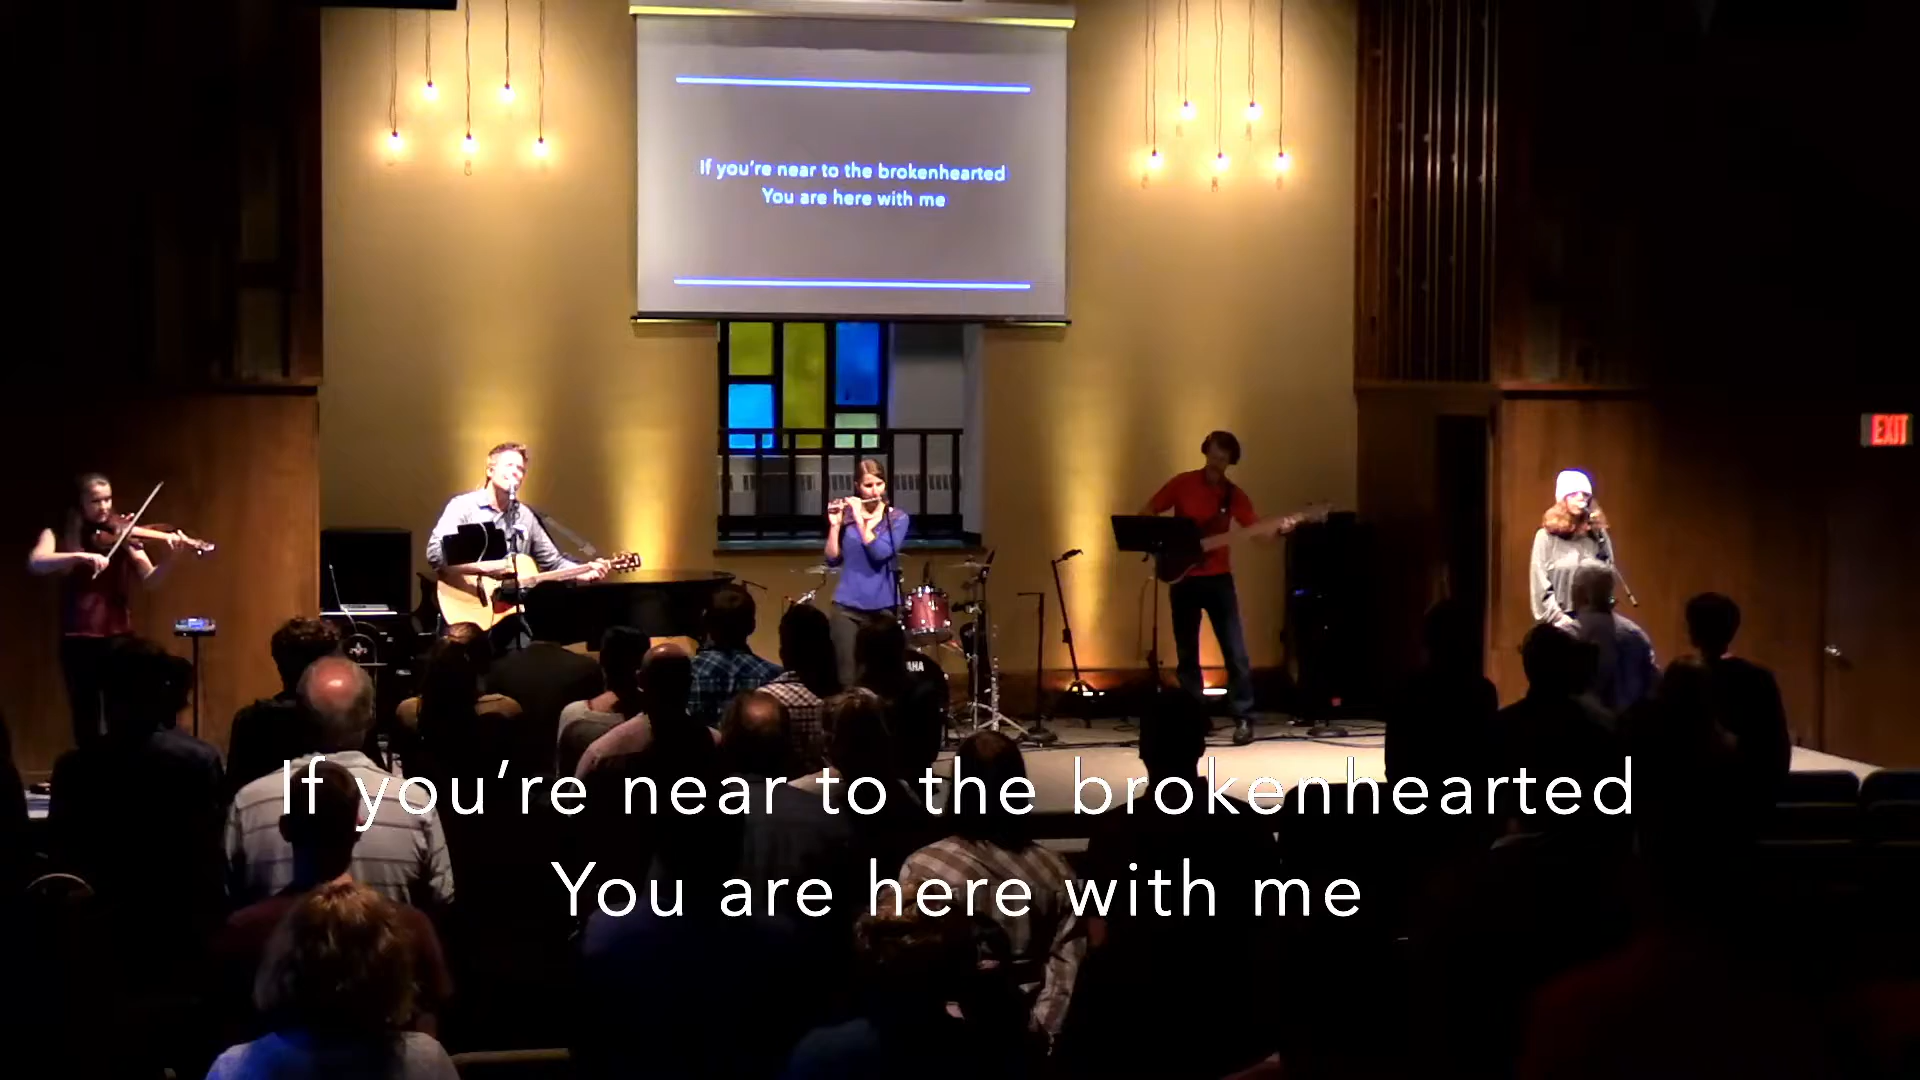 If you're near to the brokenhearted
You are here with me
EXIT
AHA
If you're near to the brokenhearted
You are here with me